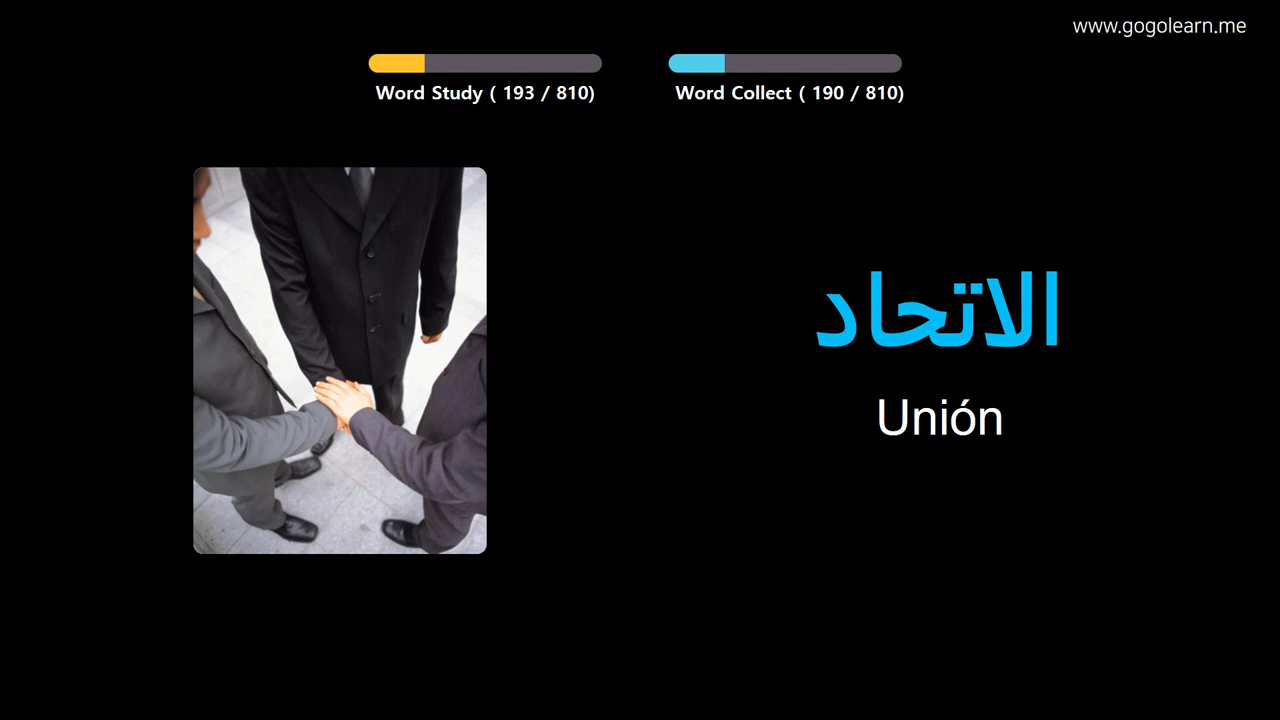 www.gogolearn.me
Word Study ( 193 / 810)
Word Collect ( 190 / 810)
الاتحاد
Unión